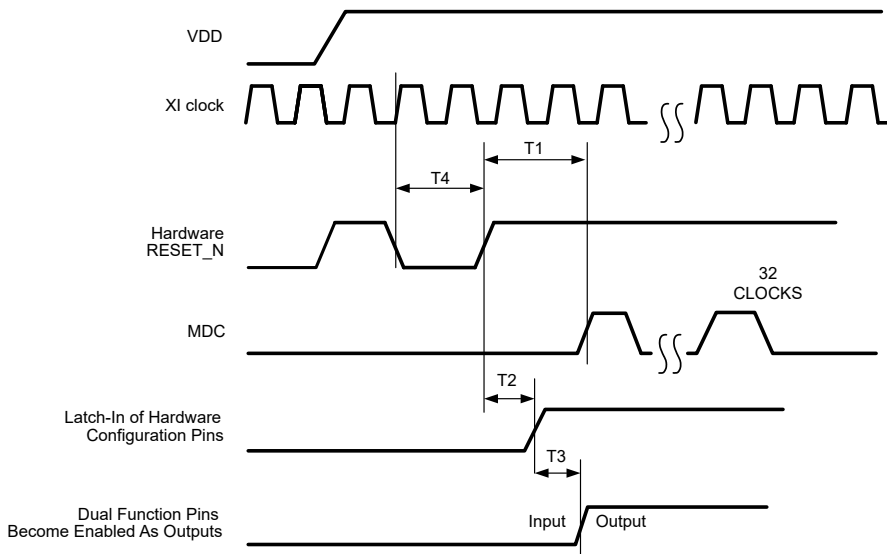 VDD
XI clock
T1
T4
Hardware
RESET_N
32
CLOCKS
MDC
T2
Latch-In of Hardware
Configuration Pins
T3
Dual Function Pins
Become Enabled As Outputs
Input
Output